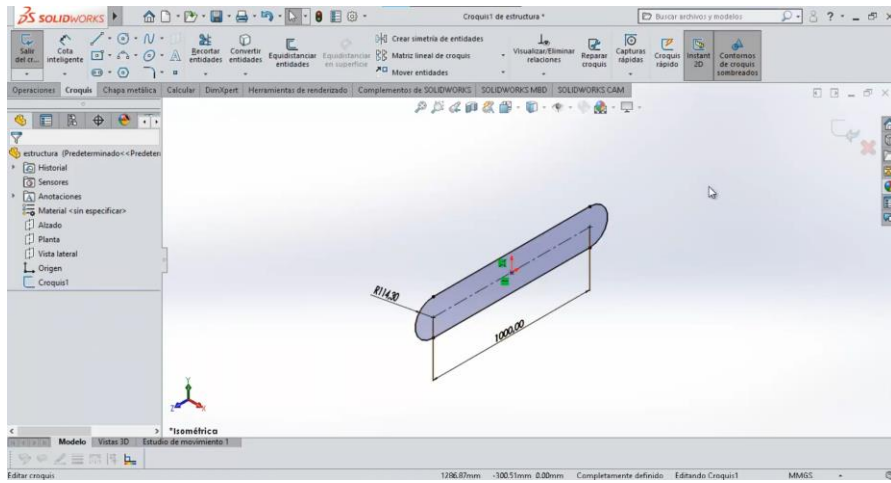 SOLIDWORKS
Croquis1 de estructura *
Buscar archivos y modelos
Salir del cr...
Cota inteligente
Recortar entidades
Convertir entidades
Equidistanciar entidades
Equidistanciar en superficie
Crear simetría de entidades
Matriz lineal de croquis
Mover entidades
Visualizar/Eliminar relaciones
Reparar croquis
Capturas rápidas
Croquis rápido
Instant 2D
Contornos de croquis sombreados
Operaciones Croquis Chapa metálica Calcular DimXpert Herramientas de renderizado Complementos de SOLIDWORKS SOLIDWORKS MBD SOLIDWORKS CAM
estructura (Predeterminado<<Predeter
Historial
Sensores
Anotaciones
Material <sin especificar>
Alzado
Planta
Vista lateral
Origen
Croquis1
R114,30
1000,00
Y
Z X
*Isométrica
Modelo Vistas 3D Estudio de movimiento 1
Editar croquis 1286.87mm -300.51mm 0.00mm Completamente definido Editando Croquis1 MMGS